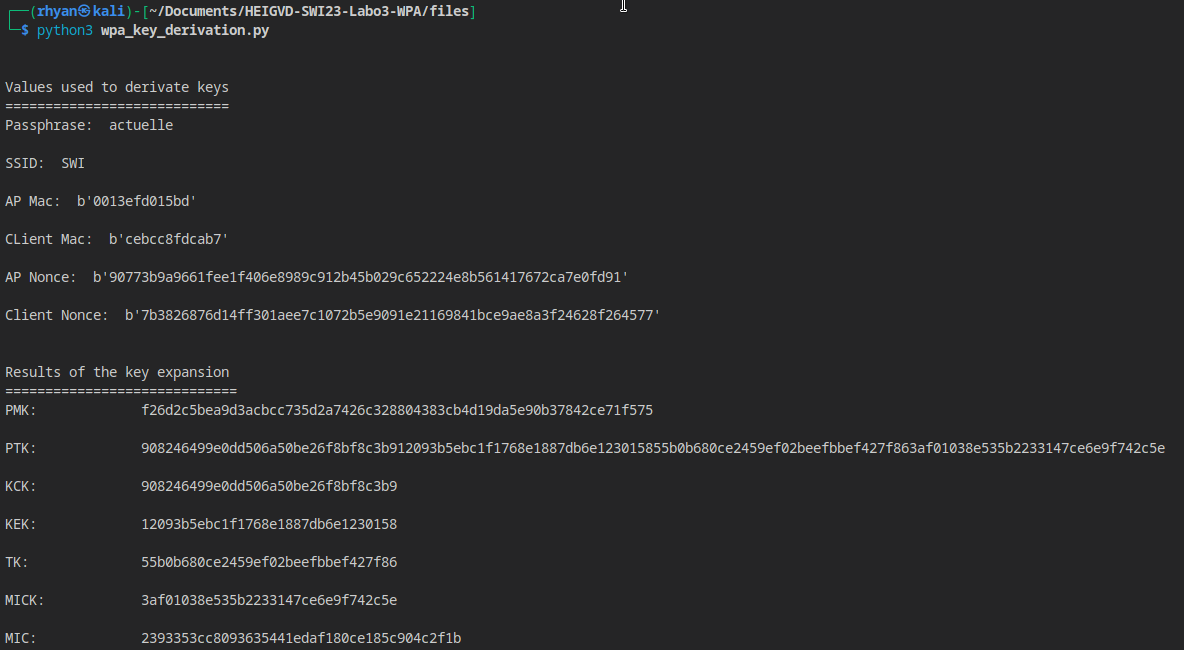 ┌──(rhyan㉿kali)-[~/Documents/HEIGVD-SWI23-Labo3-WPA/files]
└─$ python3 wpa_key_derivation.py
Values used to derivate keys
============================
Passphrase:  actuelle
SSID:  SWI
AP Mac:  b'0013efd015bd'
CLient Mac:  b'cebcc8fdcab7'
AP Nonce:  b'90773b9a9661fee1f406e8989c912b45b029c652224e8b561417672ca7e0fd91'
Client Nonce:  b'7b3826876d14ff301aee7c1072b5e9091e21169841bce9ae8a3f24628f264577'
Results of the key expansion
=============================
PMK:             f26d2c5bea9d3acbcc735d2a7426c328804383cb4d19da5e90b37842ce71f575
PTK:             908246499e0dd506a50be26f8bf8c3b912093b5ebc1f1768e1887db6e123015855b0b680ce2459ef02beefbbef427f863af01038e535b2233147ce6e9f742c5e
KCK:             908246499e0dd506a50be26f8bf8c3b9
KEK:             12093b5ebc1f1768e1887db6e1230158
TK:              55b0b680ce2459ef02beefbbef427f86
MICK:            3af01038e535b2233147ce6e9f742c5e
MIC:             2393353cc8093635441edaf180ce185c904c2f1b